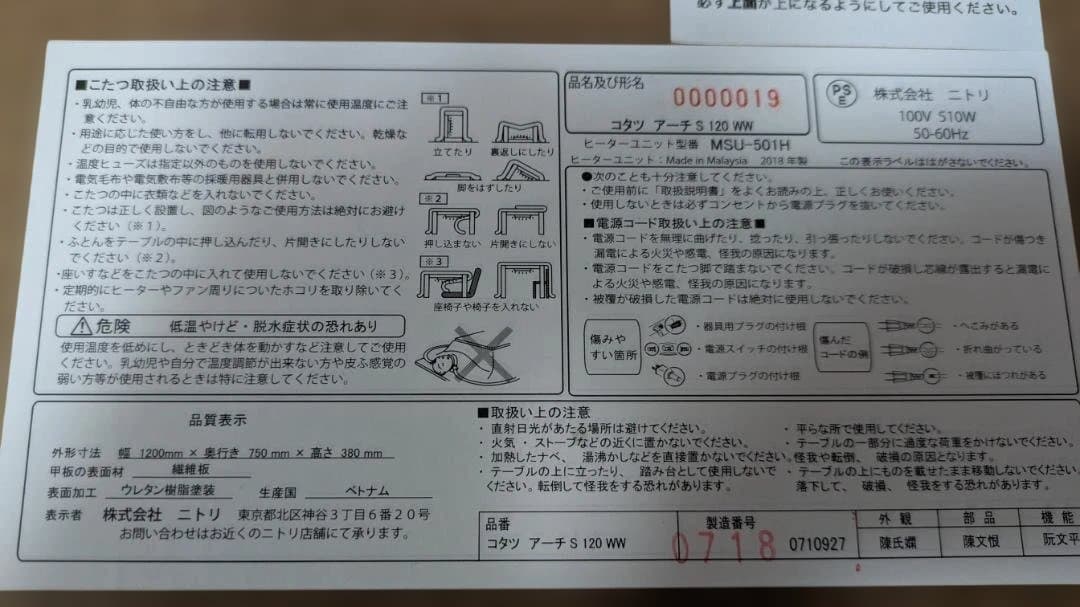 必ず上面が上になるようにしてご使用ください。
■こたつ取扱い上の注意■
・乳幼児、体の不自由な方が使用する場合は常に使用温度にご注
意ください。
・用途に応じた使い方をし、他に転用しないでください。乾燥など
の目的で使用しないでください。
・温度ヒューズは指定以外のものを使用しないでください。
・電気毛布や電気敷布等の採暖用器具と併用しないでください。
・こたつの中に衣類などを入れないでください。
・こたつは正しく設置し、図のようなご使用方法は絶対にお避け
ください(※1)。
・ふとんをテーブルの中に押し込んだり、片開きにしたりしない
でください(※2)。
・座いすなどをこたつの中に入れて使用しないでください(※3)。
・定期的にヒーターやファン周りについたホコリを取り除いてく
ださい。
※1
立てたり 裏返しにしたり
脚をはずしたり
※2
押し込まない 片開きにしない
※3
座椅子や椅子を入れない
危険 低温やけど・脱水症状の恐れあり
使用温度を低めにし、ときどき体を動かすなど注意してご使用
ください。乳幼児や自分で温度調節が出来ない方や皮ふ感覚の
弱い方等が使用されるときは特に注意してください。
品名及び形名
0000019
コタツ アーチ S 120 WW
PSE
株式会社 ニトリ
100V 510W
50-60Hz
ヒーターユニット型番 MSU-501H
ヒーターユニット:Made in Malaysia 2018 年製 この表示ラベルははがさないでください。
●次のことも十分注意してください。
・ご使用前に「取扱説明書」をよくお読みの上、正しくお使いください。
・使用しないときは必ずコンセントから電源プラグを抜いてください。
■電源コード取扱い上の注意■
・電源コードを無理に曲げたり、捻ったり、引っ張ったりしないでください。コードが傷つき
漏電による火災や感電、怪我の原因になります。
・電源コードをこたつ脚で踏まないでください。コードが破損し芯線が露出すると漏電に
よる火災や感電、怪我の原因になります。
・被覆が破損した電源コードは絶対に使用しないでください。
傷みや
すい箇所
・器具用プラグの付け根
・電源スイッチの付け根
・電源プラグの付け根
傷んだ
コードの例
・へこみがある
・折れ曲がっている
・被覆にほつれがある
品質表示
外形寸法 幅 1200mm × 奥行き 750 mm × 高さ 380 mm
甲板の表面材 繊維板
表面加工 ウレタン樹脂塗装 生産国 ベトナム
表示者 株式会社 ニトリ 東京都北区神谷3丁目6番20号
お問い合わせはお近くのニトリ店舗にて承ります。
■取扱い上の注意
・直射日光があたる場所は避けてください。
・火気・ストーブなどの近くに置かないでください。
・加熱したナベ、湯沸かしなどを直接置かないでください。
・テーブルの上に立ったり、踏み台として使用しないで
ください。転倒して怪我をする恐れがあります。
・平らな所で使用してください。
・テーブルの一部分に過度な荷重をかけないでください。
怪我や転倒、破損の原因となります。
・テーブルの上にものを載せたまま移動しないでください。
落下して、破損、怪我をする恐れがあります。
品番
コタツ アーチ S 120 WW
製造番号
0718 0710927
外観 部品 機能
陳氏嫻 陳文恨 阮文平